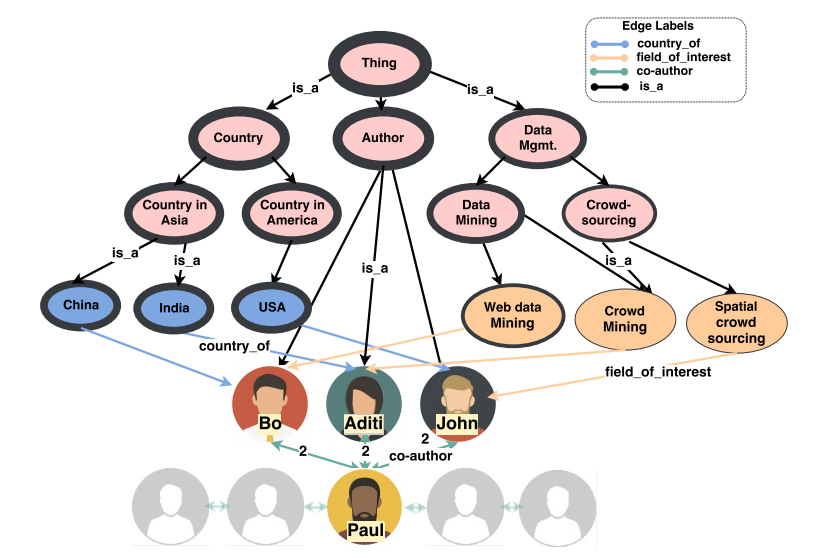 Edge Labels
country_of
field_of_interest
co-author
is_a
Thing
is_a
is_a
Country
Author
Data
Mgmt.
Country in
Asia
Country in
America
Data
Mining
Crowd-
sourcing
is_a
is_a
is_a
is_a
China
India
USA
Web data
Mining
Crowd
Mining
Spatial
crowd
sourcing
country_of
field_of_interest
Bo
Aditi
John
2
2
2
co-author
Paul